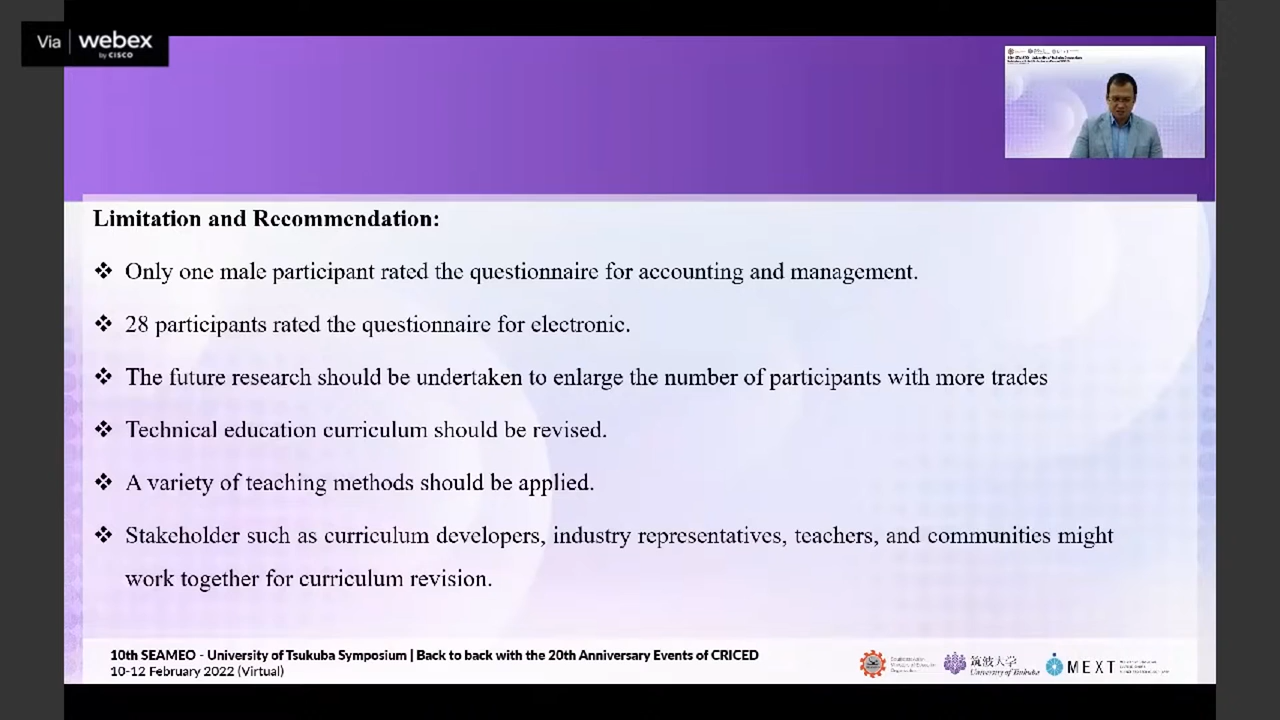 Via webex
by CISCO
Limitation and Recommendation:
❖ Only one male participant rated the questionnaire for accounting and management.
❖ 28 participants rated the questionnaire for electronic.
❖ The future research should be undertaken to enlarge the number of participants with more trades
❖ Technical education curriculum should be revised.
❖ A variety of teaching methods should be applied.
❖ Stakeholder such as curriculum developers, industry representatives, teachers, and communities might
work together for curriculum revision.
10th SEAMEO - University of Tsukuba Symposium | Back to back with the 20th Anniversary Events of CRICED
10-12 February 2022 (Virtual)
筑波大学
University of Tsukuba
MEXT